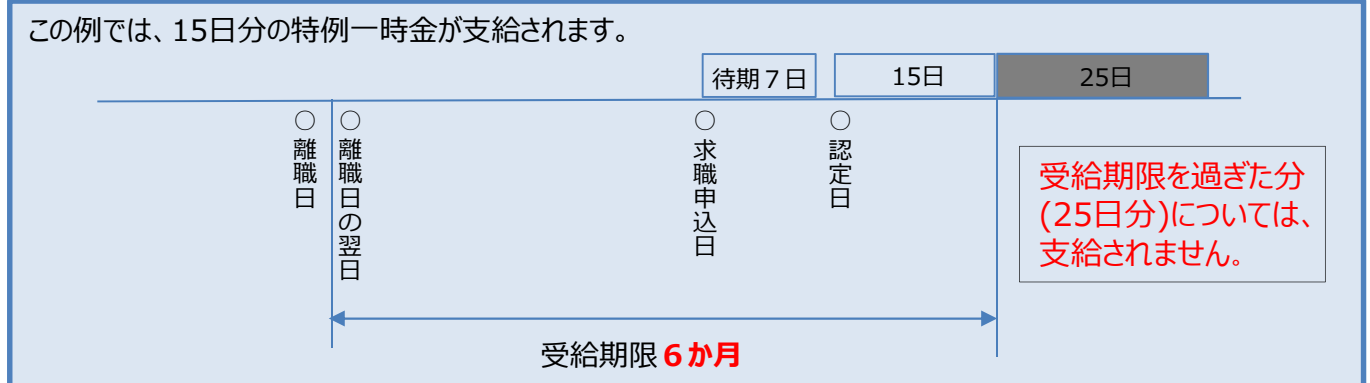 この例では、15日分の特例一時金が支給されます。
待期７日
15日
25日
○離職日
○離職日の翌日
○求職申込日
○認定日
受給期限を過ぎた分
(25日分)については、
支給されません。
受給期限６か月